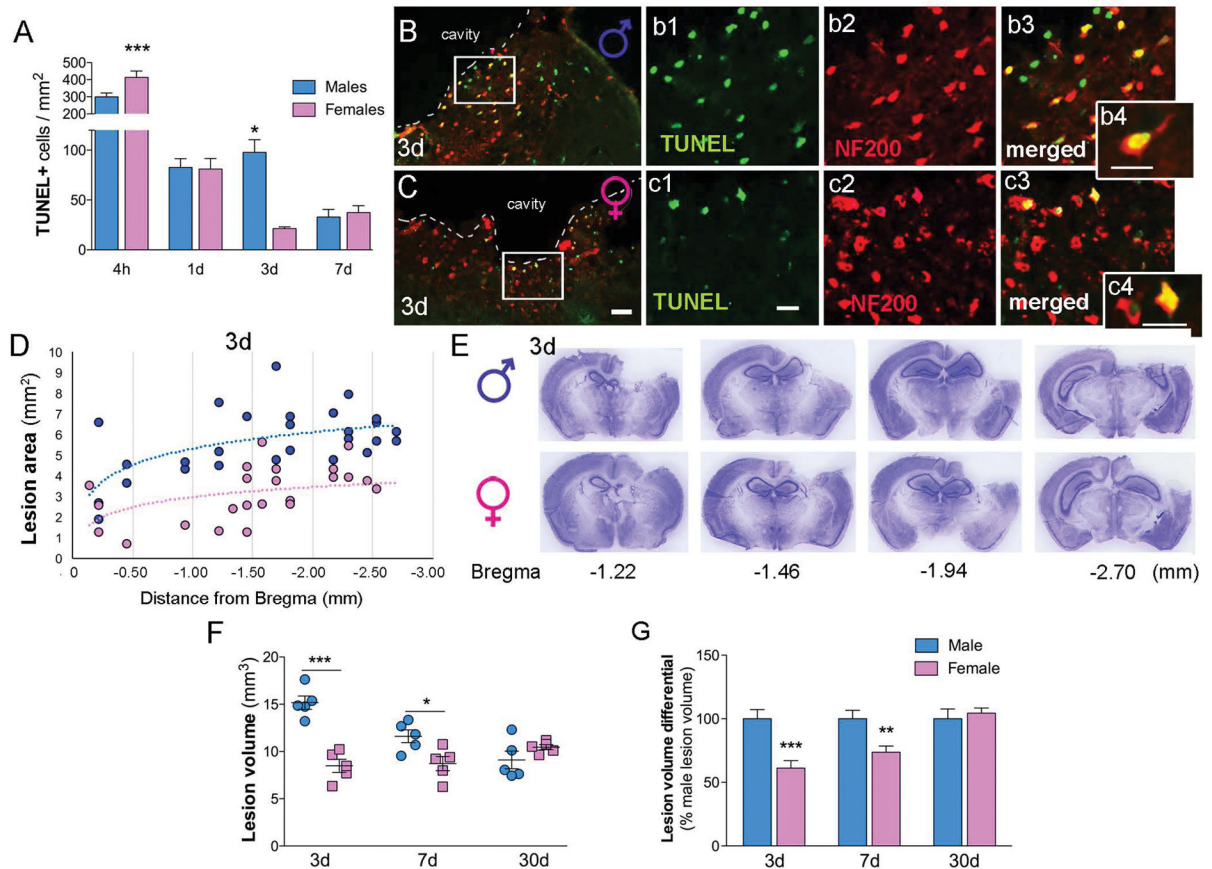 A
TUNEL+ cells / mm2
500
400
300
200
100
50
0
***
*
Males
Females
4h
1d
3d
7d
B
cavity
3d
b1
TUNEL
b2
NF200
b3
merged
b4
C
cavity
3d
c1
TUNEL
c2
NF200
c3
merged
c4
D
3d
Lesion area (mm2)
10
9
8
7
6
5
4
3
2
1
0
0
-0.50
-1.00
-1.50
-2.00
-2.50
-3.00
Distance from Bregma (mm)
E
3d
Bregma
-1.22
-1.46
-1.94
-2.70
(mm)
F
Lesion volume (mm3)
20
15
10
5
0
***
*
3d
7d
30d
G
Male
Female
Lesion volume differential
(% male lesion volume)
150
100
50
0
***
**
3d
7d
30d